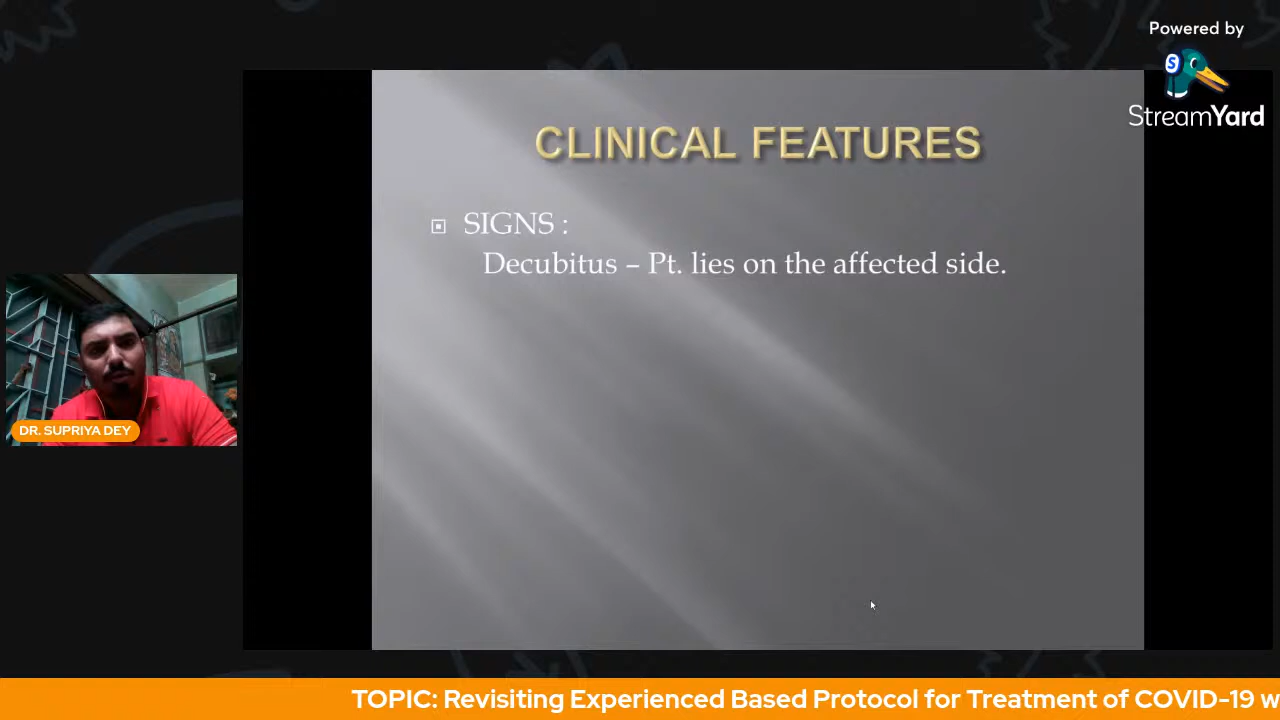 Powered by
StreamYard
CLINICAL FEATURES
SIGNS :
Decubitus – Pt. lies on the affected side.
DR. SUPRIYA DEY
TOPIC: Revisiting Experienced Based Protocol for Treatment of COVID-19 w